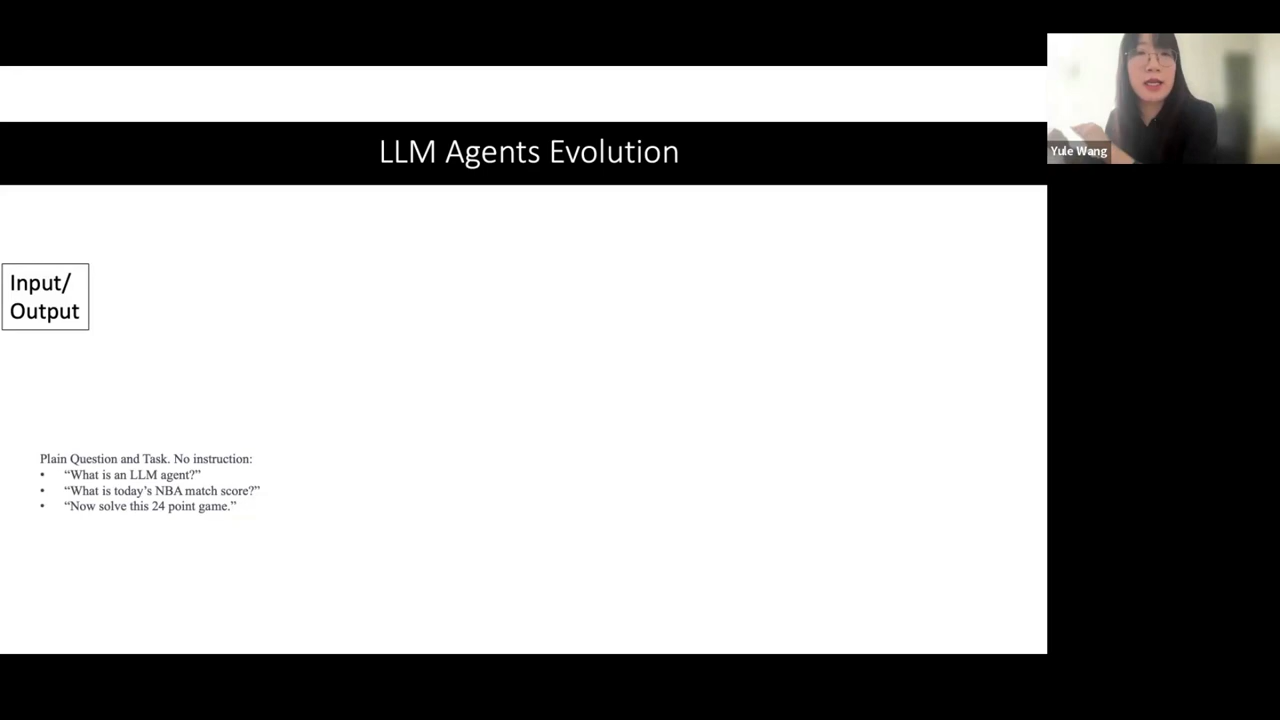 LLM Agents Evolution
Yule Wang
Input/
Output
Plain Question and Task. No instruction:
• “What is an LLM agent?”
• “What is today’s NBA match score?”
• “Now solve this 24 point game.”